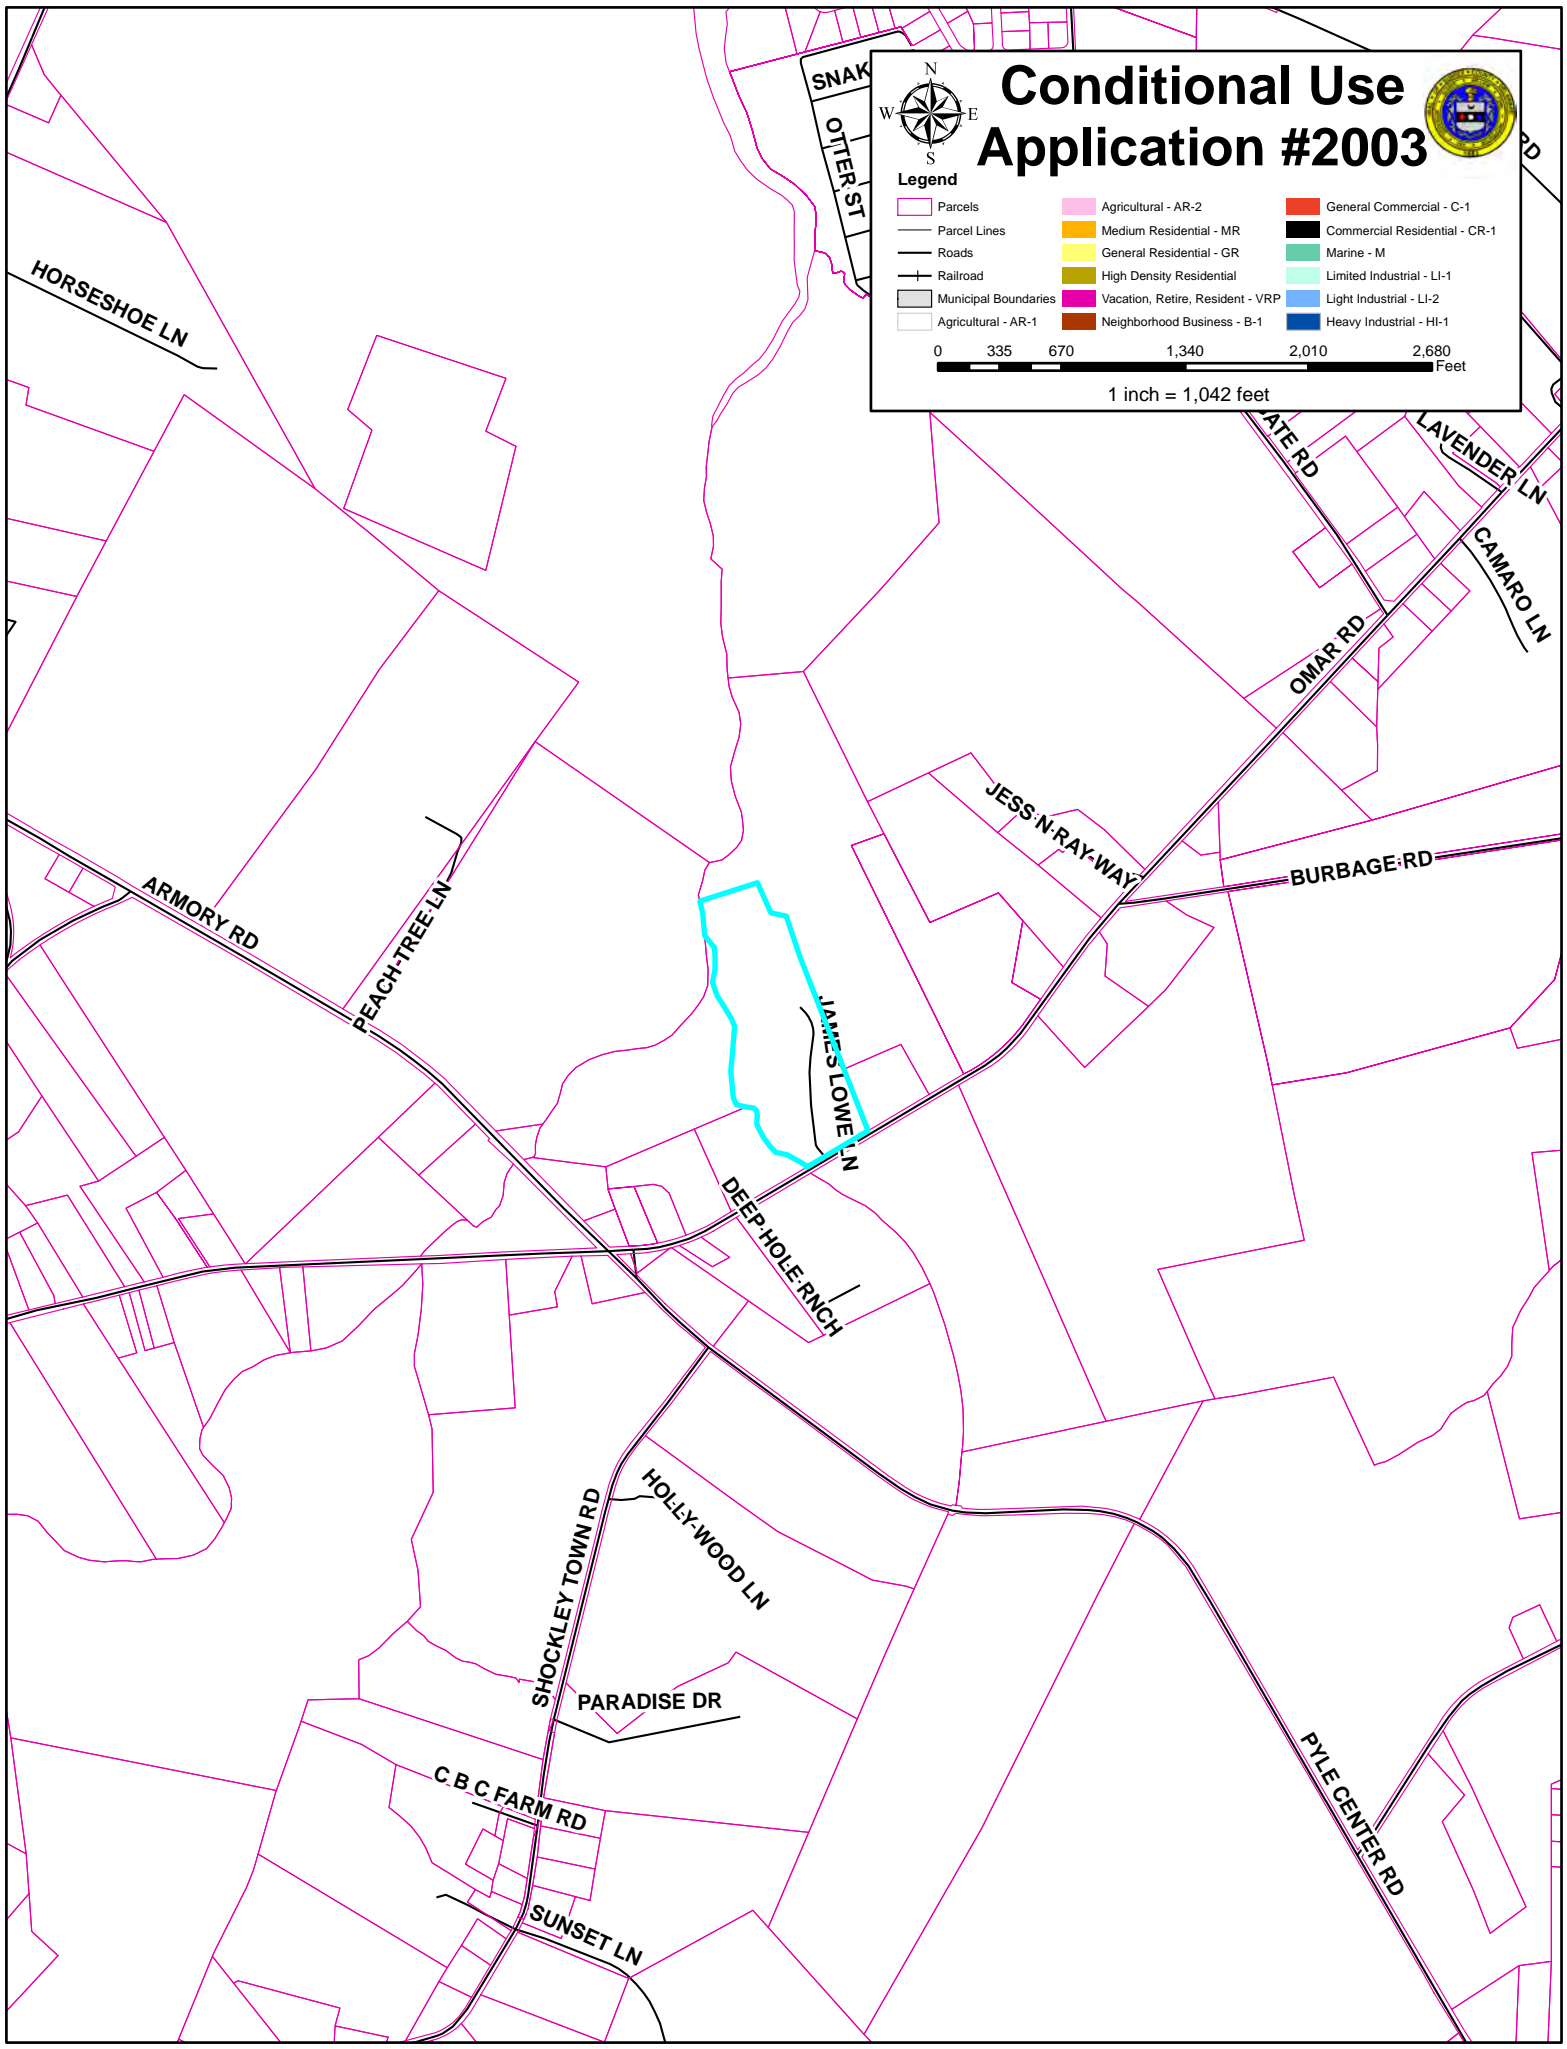 Conditional Use
Application #2003
N
W
E
S
Legend
Parcels
Parcel Lines
Roads
Railroad
Municipal Boundaries
Agricultural - AR-1
Agricultural - AR-2
Medium Residential - MR
General Residential - GR
High Density Residential
Vacation, Retire, Resident - VRP
Neighborhood Business - B-1
General Commercial - C-1
Commercial Residential - CR-1
Marine - M
Limited Industrial - LI-1
Light Industrial - LI-2
Heavy Industrial - HI-1
0 335 670 1,340 2,010 2,680
Feet
1 inch = 1,042 feet
SNAK
OTTER ST
RD
HORSESHOE LN
ATE RD
LAVENDER LN
CAMARO LN
OMAR RD
JESS N RAY WAY
BURBAGE RD
ARMORY RD
PEACH TREE LN
JAMES LOWE LN
DEEP HOLE RNCH
SHOCKLEY TOWN RD
HOLLY WOOD LN
PARADISE DR
C B C FARM RD
SUNSET LN
PYLE CENTER RD